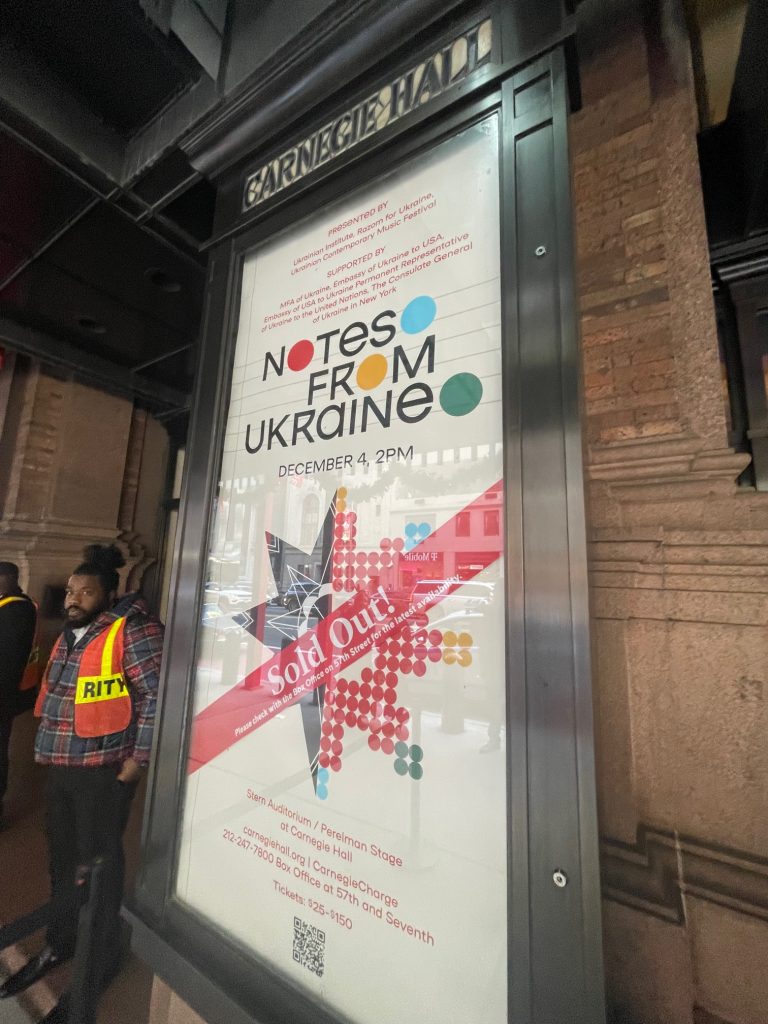 CARNEGIE HALL
PRESENTED BY
Ukrainian Institute, Razom for Ukraine,
Ukrainian Contemporary Music Festival
SUPPORTED BY
MFA of Ukraine, Embassy of Ukraine to USA,
Embassy of USA to Ukraine Permanent Representative
of Ukraine to the United Nations, The Consulate General
of Ukraine in New York
NOTES
FROM
UKRAINE
DECEMBER 4, 2PM
T Mobile
Sold Out!
Please check with the Box Office on 57th Street for the latest availability.
RITY
Stern Auditorium / Perelman Stage
at Carnegie Hall
carnegiehall.org | CarnegieCharge
212-247-7800 Box Office at 57th and Seventh
Tickets: $25-$150